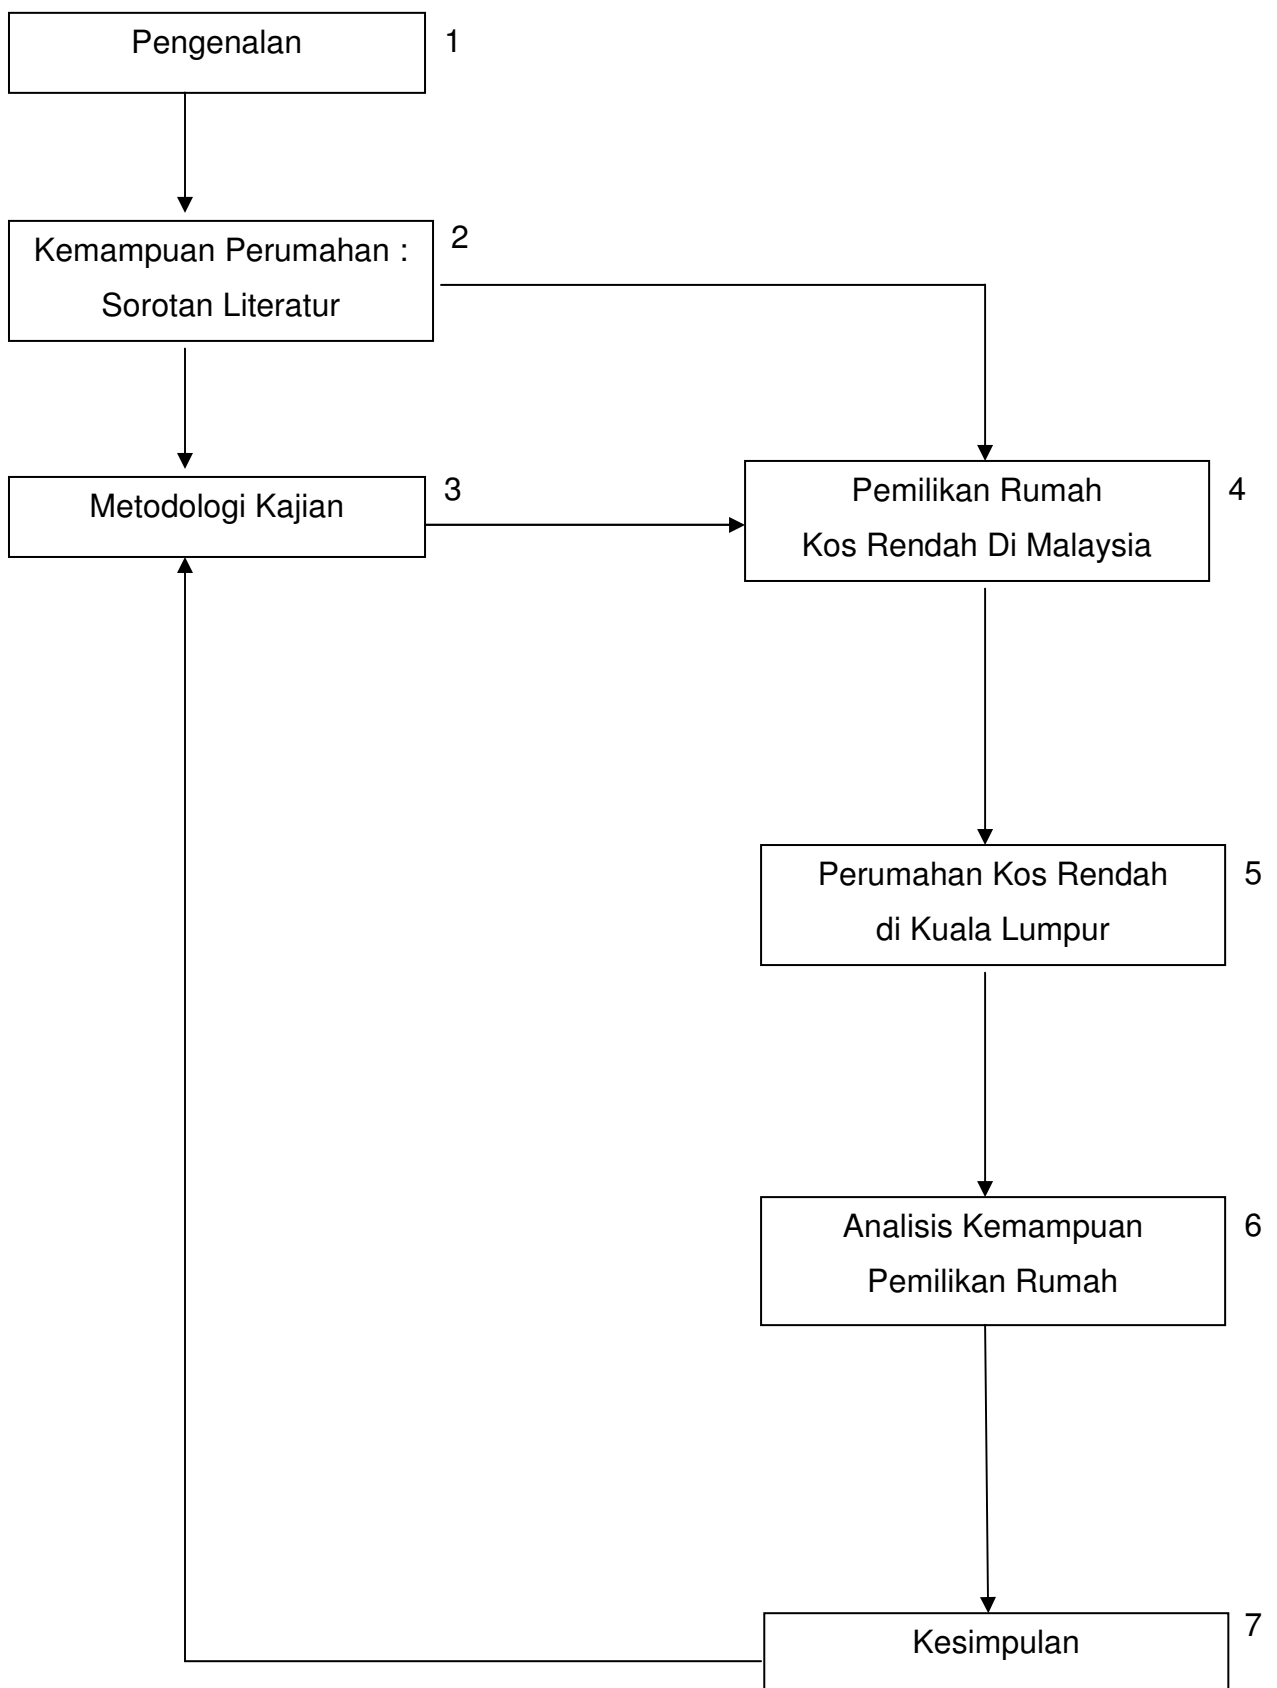 Pengenalan
1
Kemampuan Perumahan :
Sorotan Literatur
2
Metodologi Kajian
3
Pemilikan Rumah
Kos Rendah Di Malaysia
4
Perumahan Kos Rendah
di Kuala Lumpur
5
Analisis Kemampuan
Pemilikan Rumah
6
Kesimpulan
7